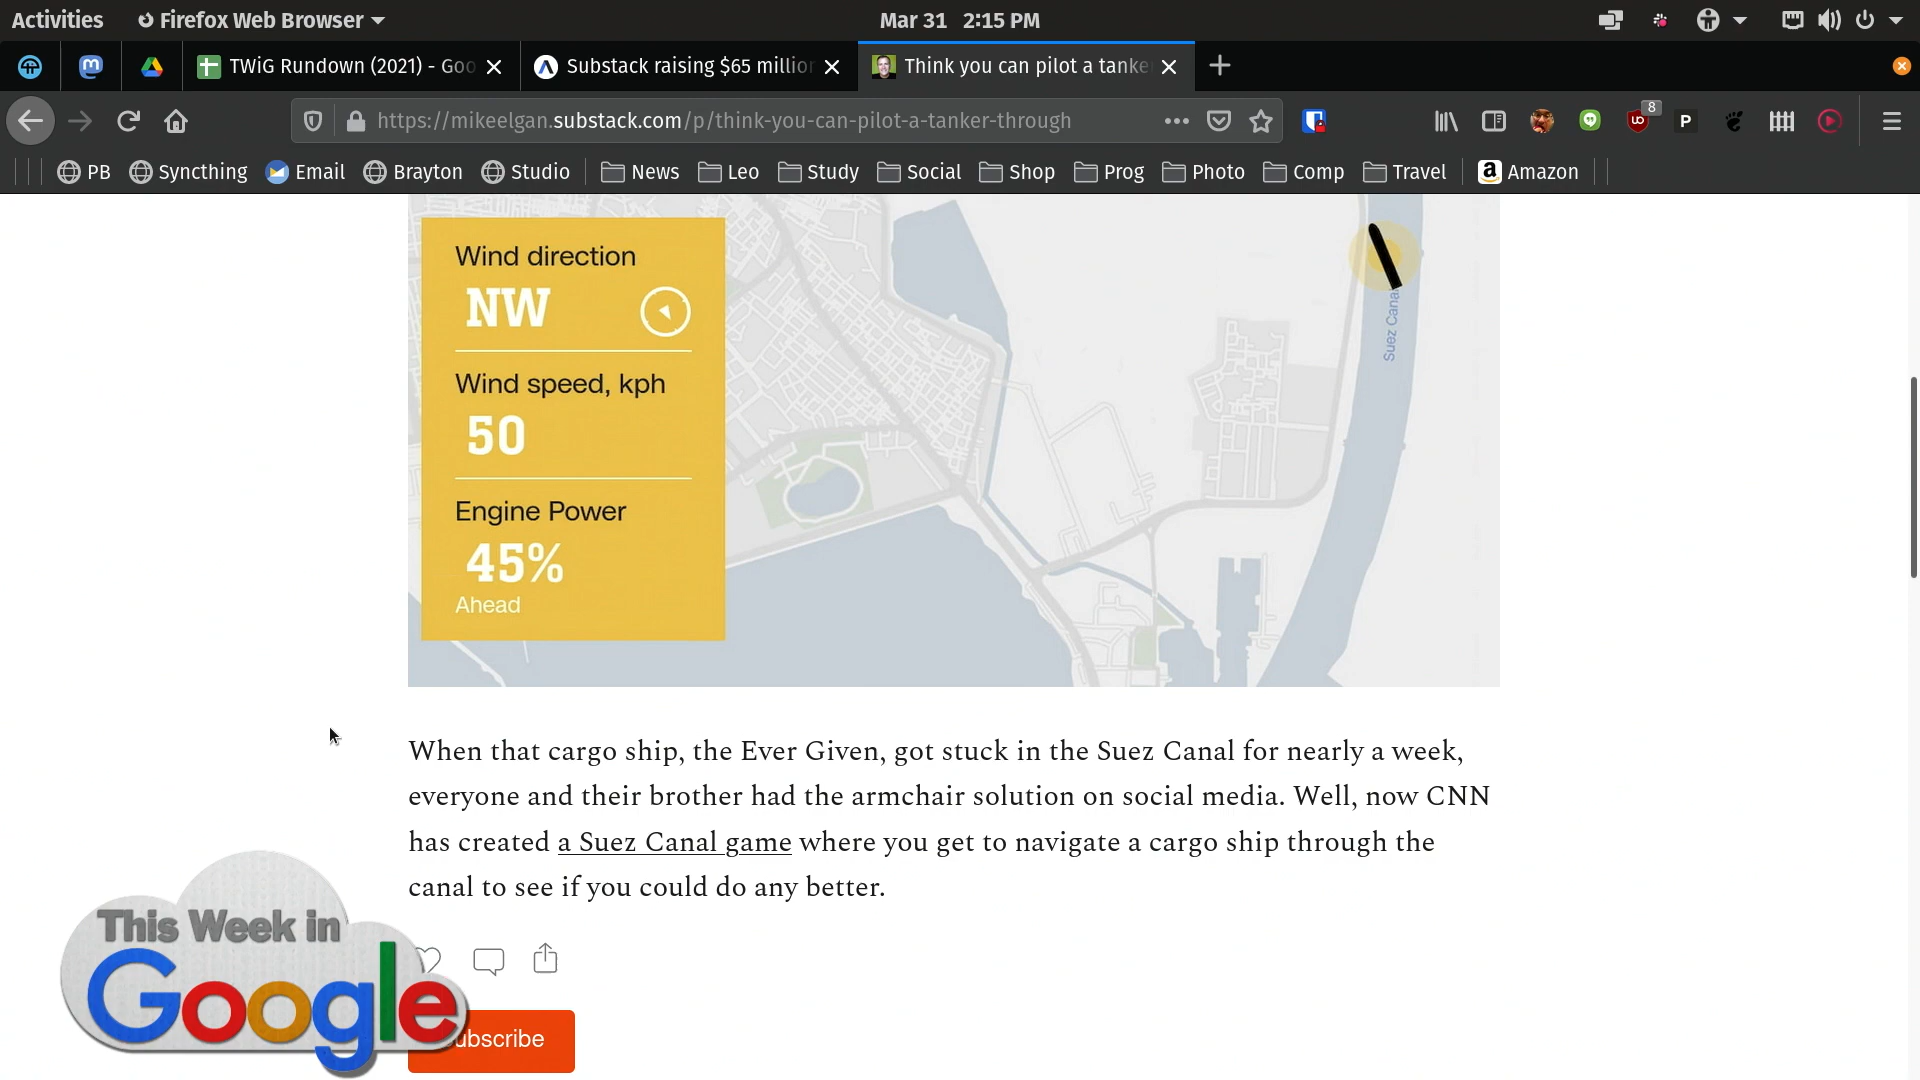 Activities
Firefox Web Browser
Mar 31 2:15 PM
TWiG Rundown (2021) - Goo
Substack raising $65 million
Think you can pilot a tanker
https://mikeelgan.substack.com/p/think-you-can-pilot-a-tanker-through
8
PB
Syncthing
Email
Brayton
Studio
News
Leo
Study
Social
Shop
Prog
Photo
Comp
Travel
Amazon
Wind direction
NW
Wind speed, kph
50
Engine Power
45%
Ahead
Suez Canal
When that cargo ship, the Ever Given, got stuck in the Suez Canal for nearly a week,
everyone and their brother had the armchair solution on social media. Well, now CNN
has created a Suez Canal game where you get to navigate a cargo ship through the
canal to see if you could do any better.
This Week in
Google
ubscribe